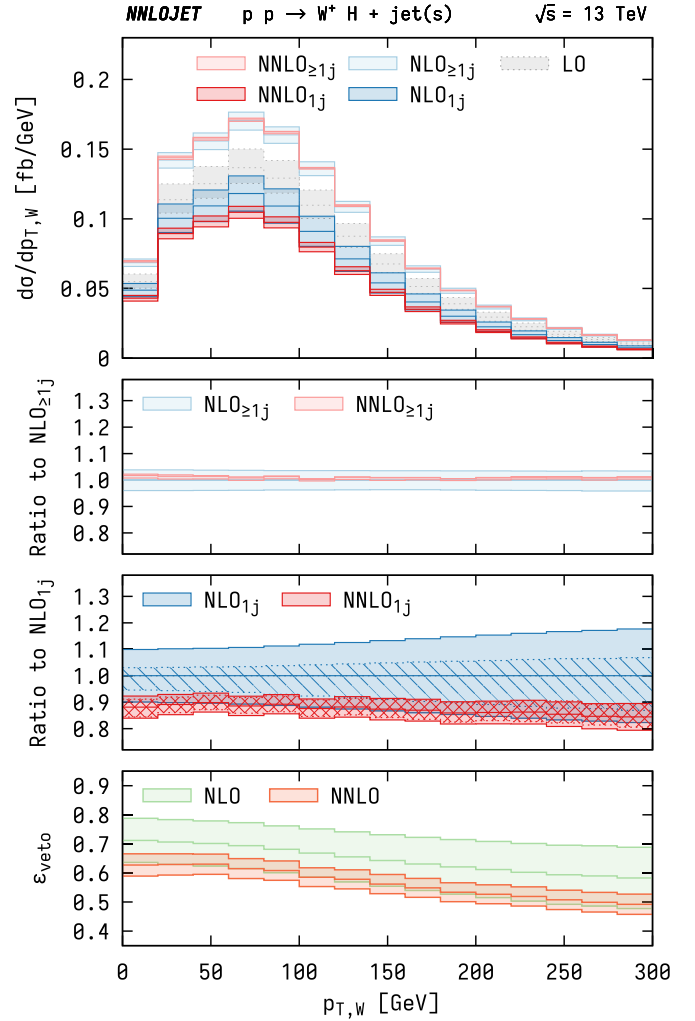 NNLOJET p p → W⁺ H + jet(s) √s = 13 TeV
NNLO≥1j NLO≥1j LO
NNLO1j NLO1j
dσ/dpT,W [fb/GeV]
0.2
0.15
0.1
0.05
0
NLO≥1j NNLO≥1j
Ratio to NLO≥1j
1.3
1.2
1.1
1.0
0.9
0.8
NLO1j NNLO1j
Ratio to NLO1j
1.3
1.2
1.1
1.0
0.9
0.8
NLO NNLO
εveto
0.9
0.8
0.7
0.6
0.5
0.4
0 50 100 150 200 250 300
pT,W [GeV]